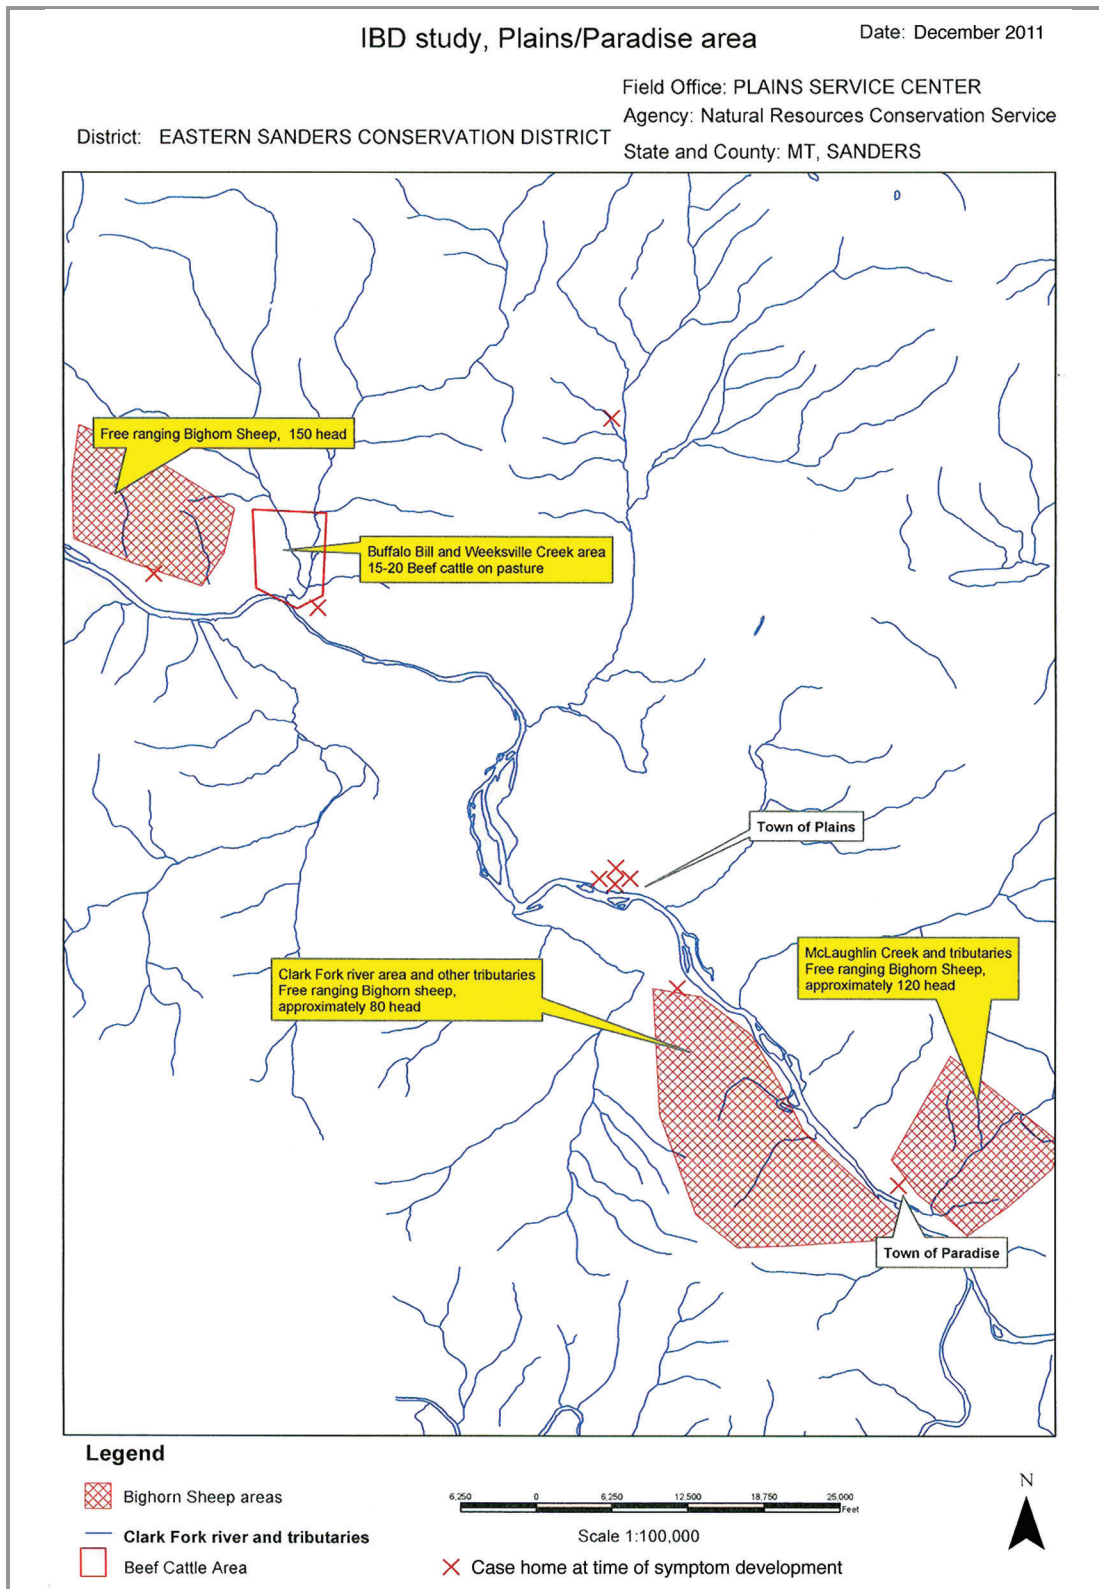 IBD study, Plains/Paradise area
Date: December 2011
Field Office: PLAINS SERVICE CENTER
Agency: Natural Resources Conservation Service
District: EASTERN SANDERS CONSERVATION DISTRICT
State and County: MT, SANDERS
Free ranging Bighorn Sheep, 150 head
Buffalo Bill and Weeksville Creek area
15-20 Beef cattle on pasture
Town of Plains
Clark Fork river area and other tributaries
Free ranging Bighorn sheep,
approximately 80 head
McLaughlin Creek and tributaries
Free ranging Bighorn Sheep,
approximately 120 head
Town of Paradise
Legend
Bighorn Sheep areas
Clark Fork river and tributaries
Beef Cattle Area
6,250 0 6,250 12,500 18,750 25,000
Feet
Scale 1:100,000
Case home at time of symptom development
N